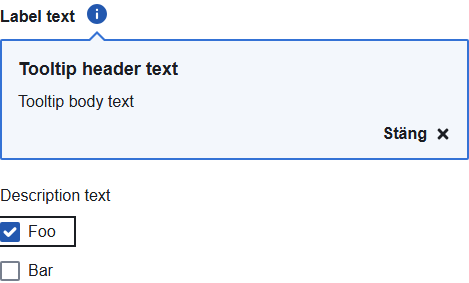 Label text
Tooltip header text
Tooltip body text
Stäng
Description text
Foo
Bar